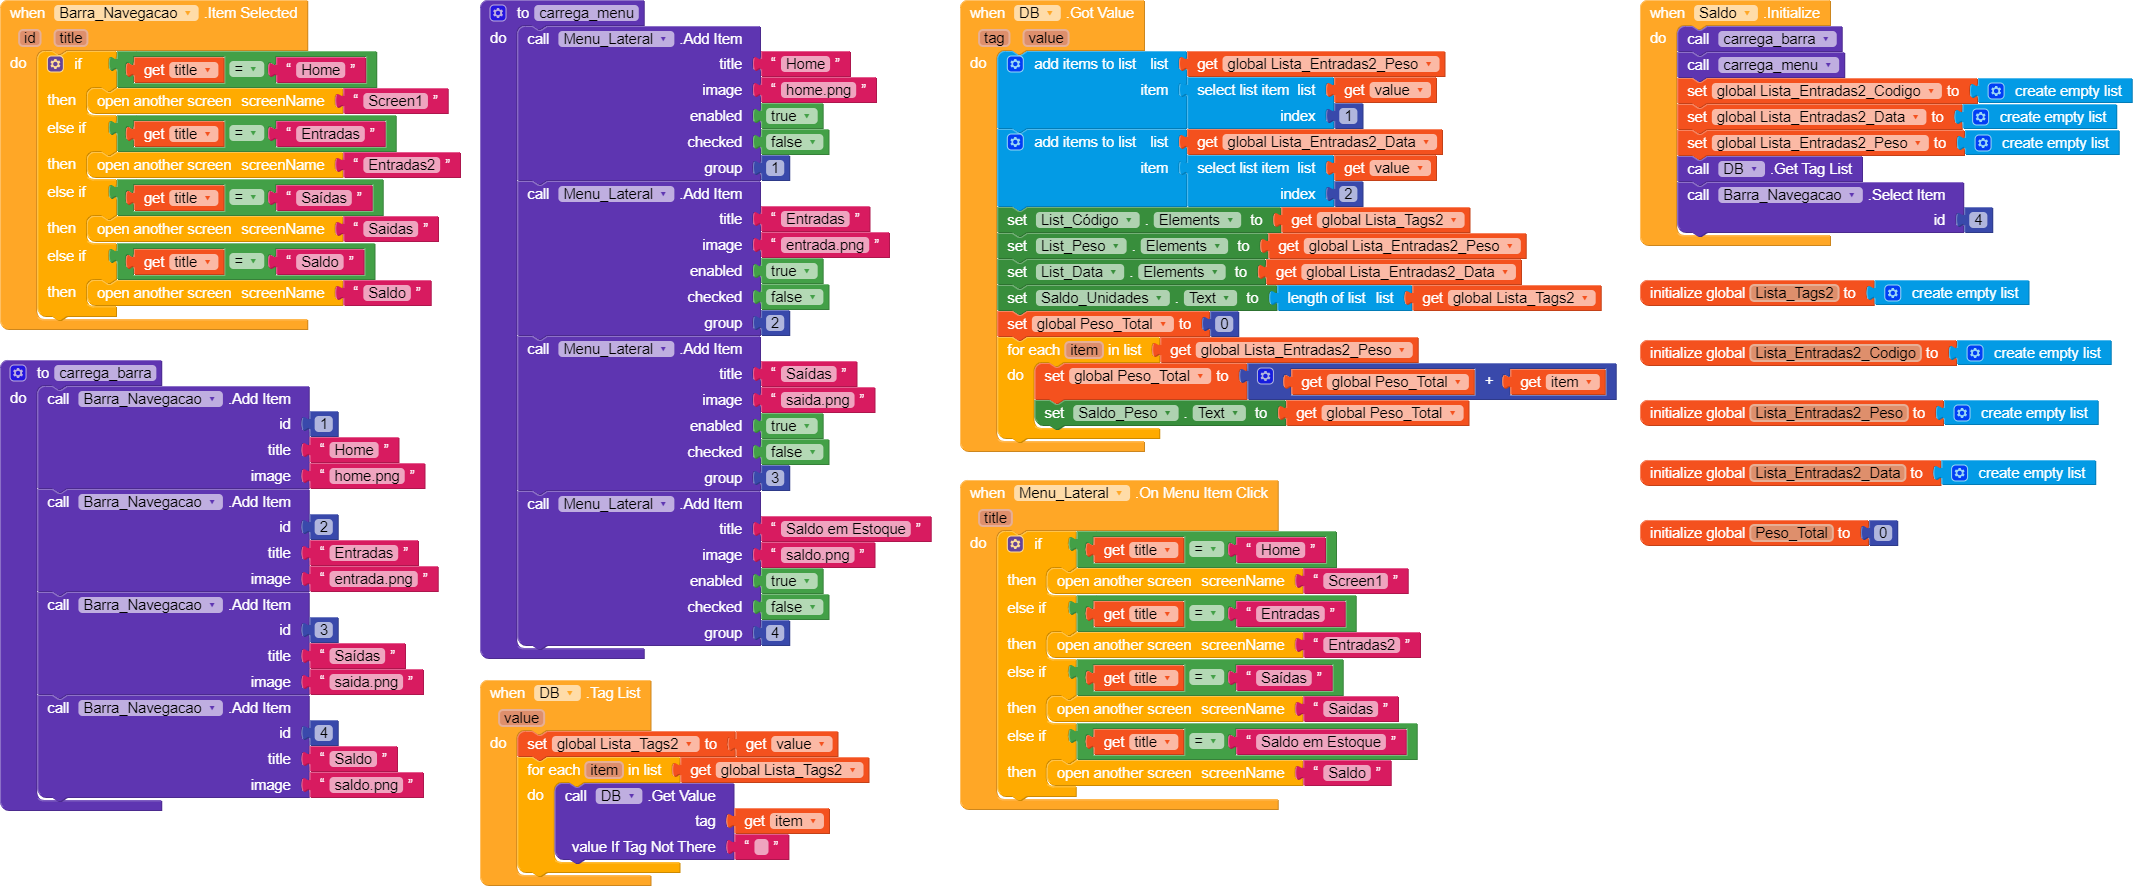 when Barra_Navegacao .Item Selected
id title
do if get title = " Home "
then open another screen screenName " Screen1 "
else if get title = " Entradas "
then open another screen screenName " Entradas2 "
else if get title = " Saídas "
then open another screen screenName " Saidas "
else if get title = " Saldo "
then open another screen screenName " Saldo "
to carrega_barra
do call Barra_Navegacao .Add Item
id 1
title " Home "
image " home.png "
call Barra_Navegacao .Add Item
id 2
title " Entradas "
image " entrada.png "
call Barra_Navegacao .Add Item
id 3
title " Saídas "
image " saida.png "
call Barra_Navegacao .Add Item
id 4
title " Saldo "
image " saldo.png "
to carrega_menu
do call Menu_Lateral .Add Item
title " Home "
image " home.png "
enabled true
checked false
group 1
call Menu_Lateral .Add Item
title " Entradas "
image " entrada.png "
enabled true
checked false
group 2
call Menu_Lateral .Add Item
title " Saídas "
image " saida.png "
enabled true
checked false
group 3
call Menu_Lateral .Add Item
title " Saldo em Estoque "
image " saldo.png "
enabled true
checked false
group 4
when DB .Tag List
value
do set global Lista_Tags2 to get value
for each item in list get global Lista_Tags2
do call DB .Get Value
tag get item
value If Tag Not There " "
when DB .Got Value
tag value
do add items to list list get global Lista_Entradas2_Peso
item select list item list get value
index 1
add items to list list get global Lista_Entradas2_Data
item select list item list get value
index 2
set List_Código . Elements to get global Lista_Tags2
set List_Peso . Elements to get global Lista_Entradas2_Peso
set List_Data . Elements to get global Lista_Entradas2_Data
set Saldo_Unidades . Text to length of list list get global Lista_Tags2
set global Peso_Total to 0
for each item in list get global Lista_Entradas2_Peso
do set global Peso_Total to get global Peso_Total + get item
set Saldo_Peso . Text to get global Peso_Total
when Menu_Lateral .On Menu Item Click
title
do if get title = " Home "
then open another screen screenName " Screen1 "
else if get title = " Entradas "
then open another screen screenName " Entradas2 "
else if get title = " Saídas "
then open another screen screenName " Saidas "
else if get title = " Saldo em Estoque "
then open another screen screenName " Saldo "
when Saldo .Initialize
do call carrega_barra
call carrega_menu
set global Lista_Entradas2_Codigo to create empty list
set global Lista_Entradas2_Data to create empty list
set global Lista_Entradas2_Peso to create empty list
call DB .Get Tag List
call Barra_Navegacao .Select Item
id 4
initialize global Lista_Tags2 to create empty list
initialize global Lista_Entradas2_Codigo to create empty list
initialize global Lista_Entradas2_Peso to create empty list
initialize global Lista_Entradas2_Data to create empty list
initialize global Peso_Total to 0